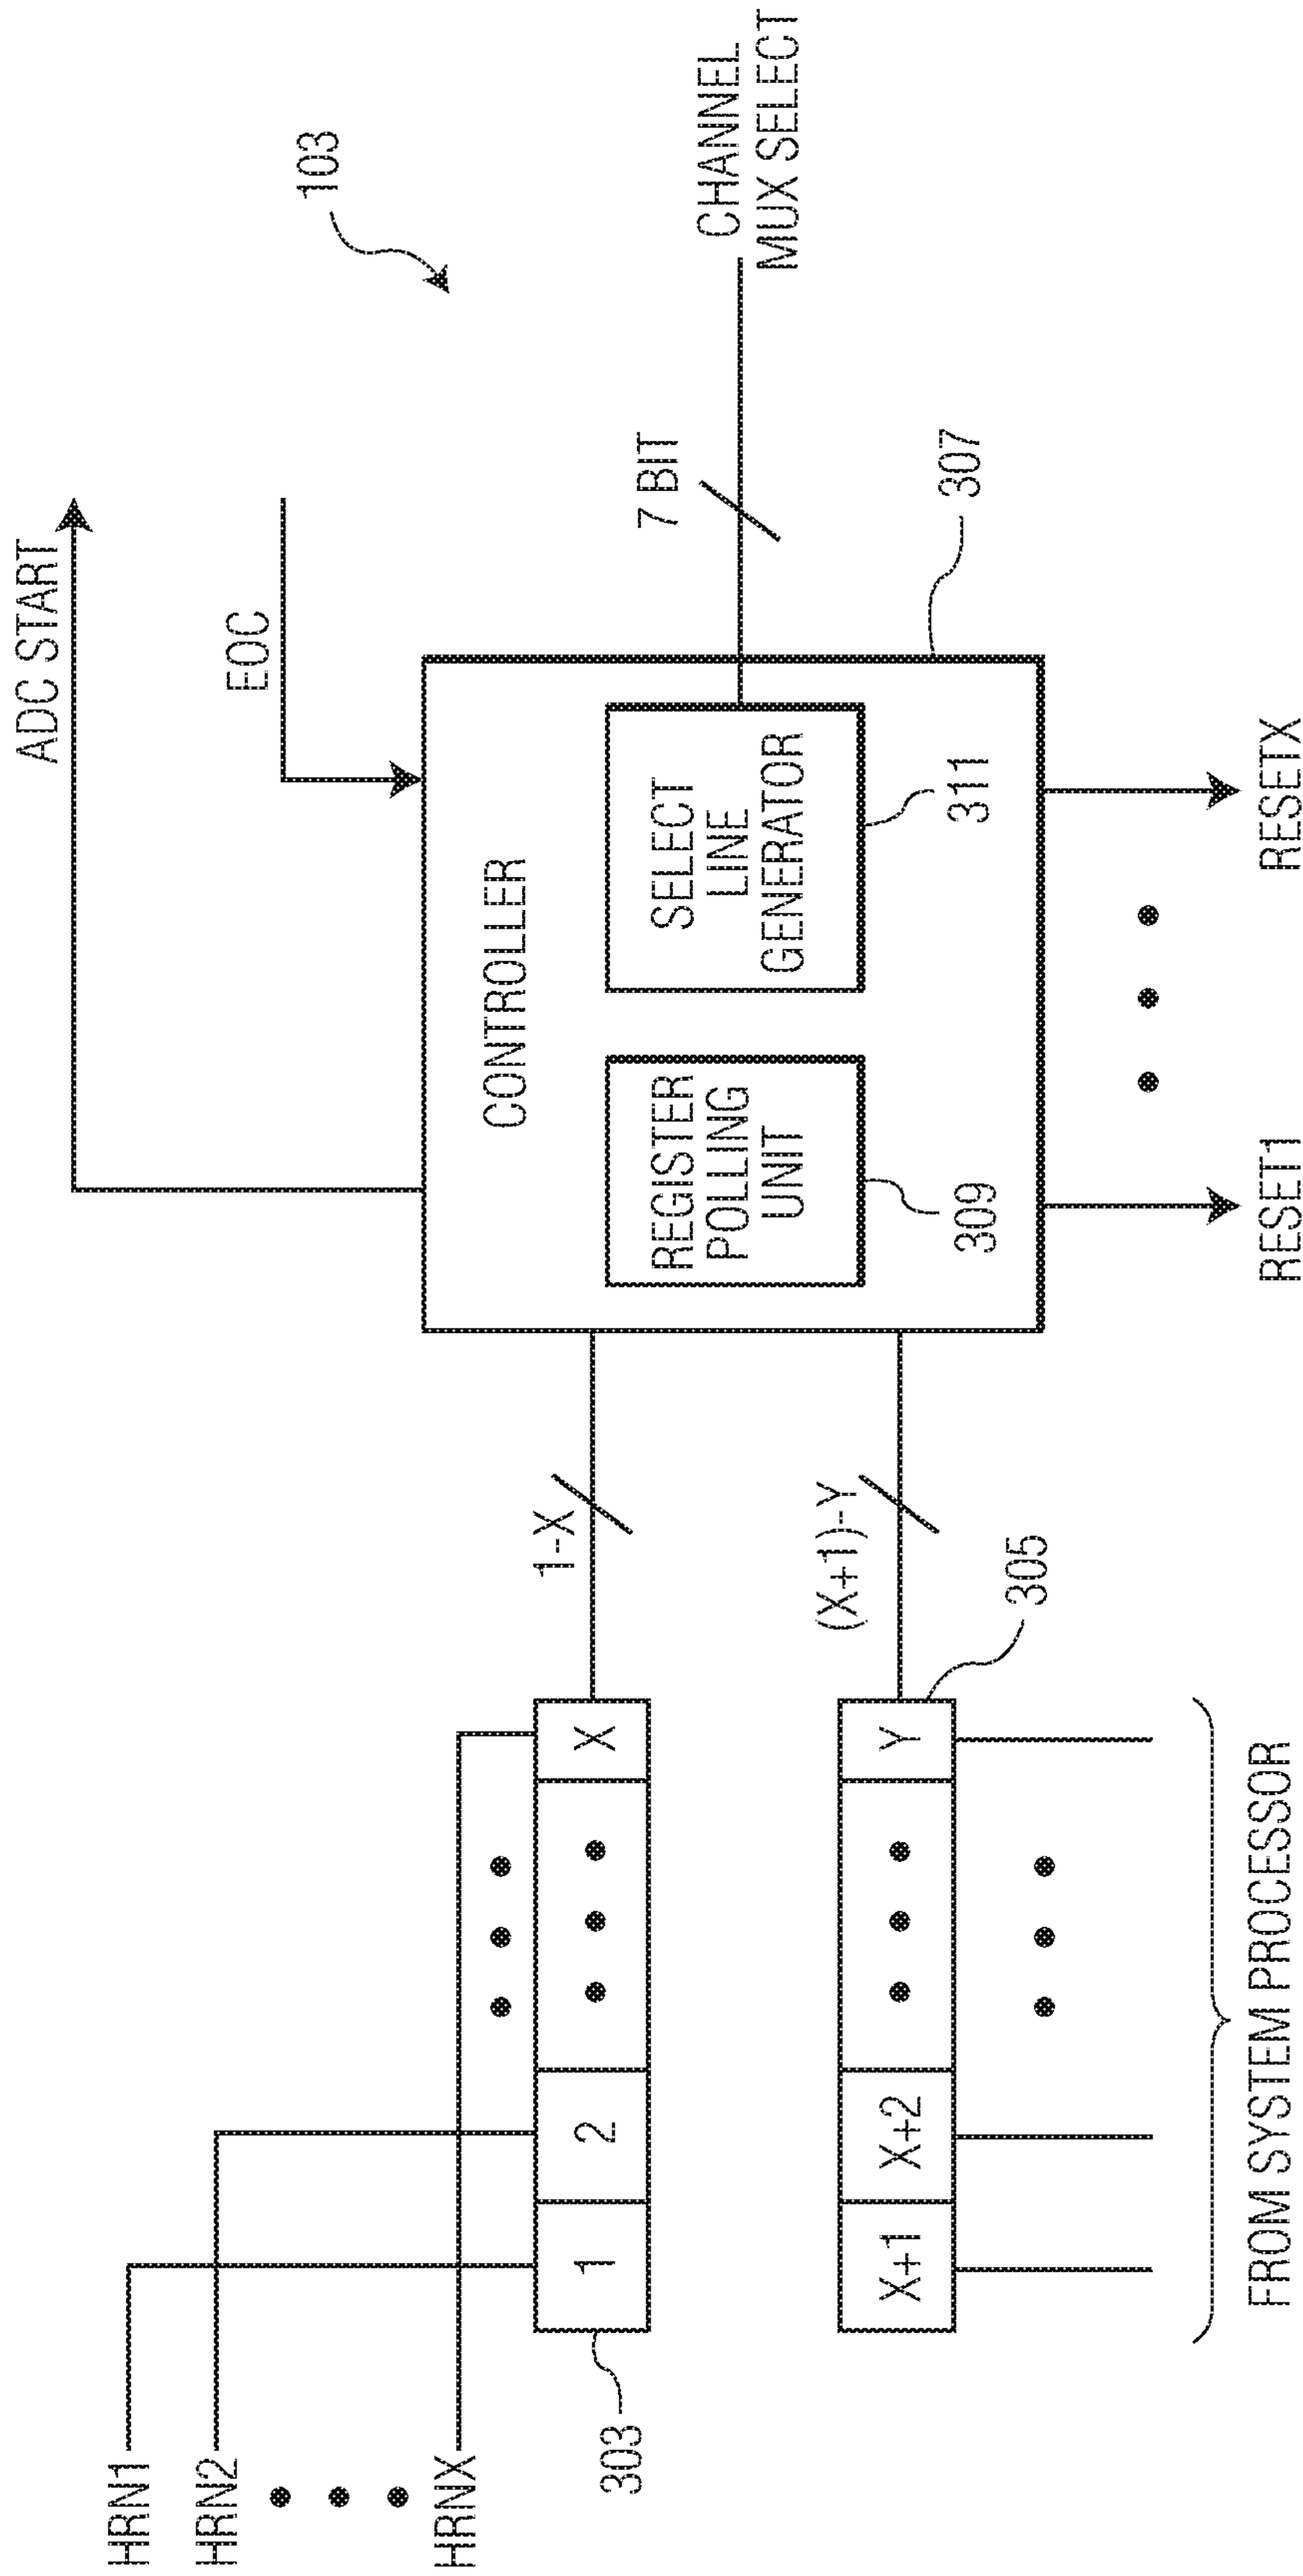 ADC START
103
EOC
HRN1
HRN2
HRNX
1
2
X
1-X
CONTROLLER
REGISTER
POLLING
UNIT
309
SELECT
LINE
GENERATOR
311
7 BIT
CHANNEL
MUX SELECT
307
303
X+1
X+2
Y
(X+1)-Y
305
FROM SYSTEM PROCESSOR
RESET1
RESETX